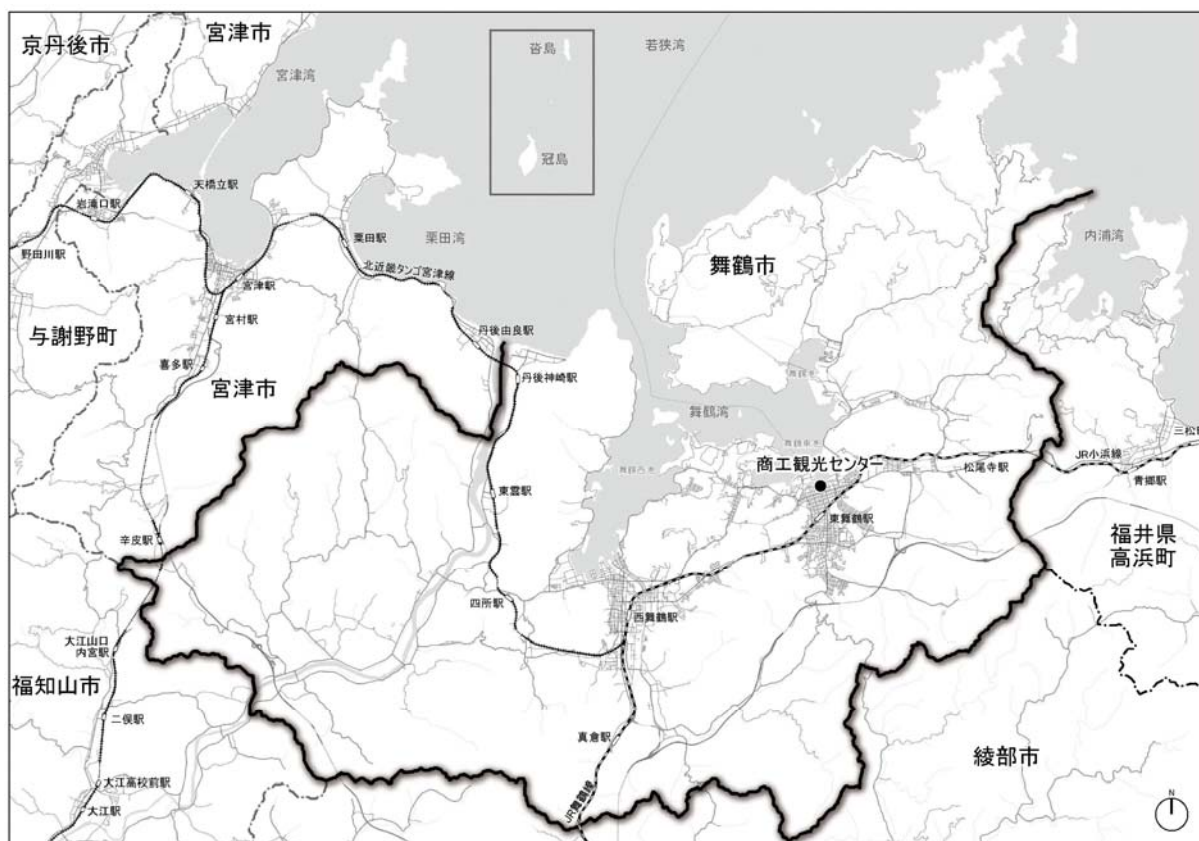 京丹後市
宮津市
宮津湾
沓島
若狭湾
冠島
天橋立駅
岩滝口駅
野田川駅
栗田駅
栗田湾
北近畿タンゴ宮津線
宮津駅
宮村駅
与謝野町
喜多駅
宮津市
丹後由良駅
丹後神崎駅
舞鶴市
内浦湾
舞鶴湾
商工観光センター
松尾寺駅
JR小浜線
青郷駅
東舞鶴駅
福井県
高浜町
東雲駅
辛皮駅
四所駅
西舞鶴駅
大江山口
内宮駅
福知山市
二俣駅
真倉駅
綾部市
大江高校前駅
大江駅
JR舞鶴線
N